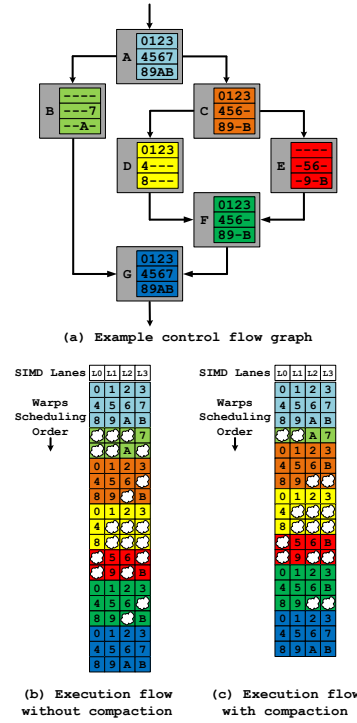 A
0123
4567
89AB
B
----
---7
--A-
C
0123
456-
89-B
D
0123
4---
8---
E
----
-56-
-9-B
F
0123
456-
89-B
G
0123
4567
89AB
(a) Example control flow graph
SIMD Lanes L0 L1 L2 L3
Warps
Scheduling
Order
0 1 2 3
4 5 6 7
8 9 A B
7
A
0 1 2 3
4 5 6
8 9 B
0 1 2 3
4
8
5 6
9 B
0 1 2 3
4 5 6
8 9 B
0 1 2 3
4 5 6 7
8 9 A B
(b) Execution flow
without compaction
SIMD Lanes L0 L1 L2 L3
Warps
Scheduling
Order
0 1 2 3
4 5 6 7
8 9 A B
A 7
0 1 2 3
4 5 6 B
8 9
0 1 2 3
4
8
5 6 B
9
0 1 2 3
4 5 6 B
8 9
0 1 2 3
4 5 6 7
8 9 A B
(c) Execution flow
with compaction